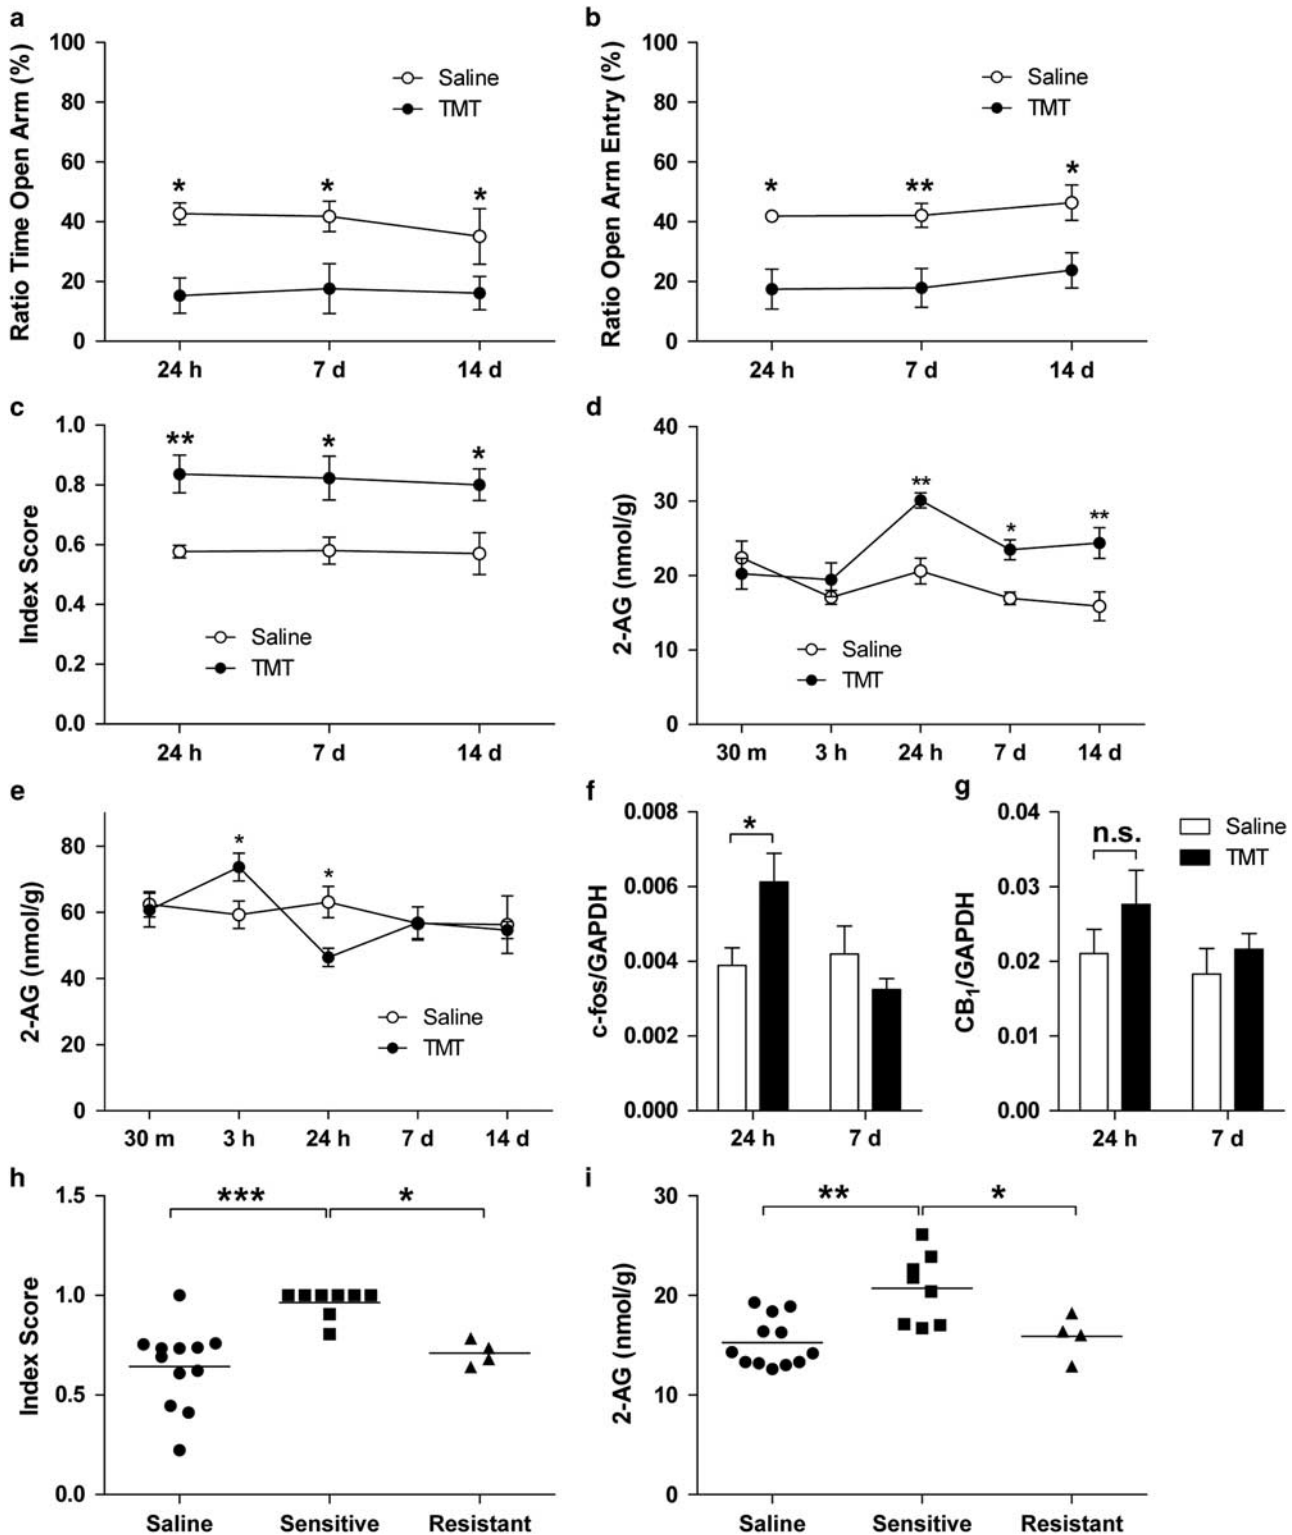 a
Ratio Time Open Arm (%)
100
80
60
40
20
0
Saline
TMT
*
*
*
24 h 7 d 14 d
b
Ratio Open Arm Entry (%)
100
80
60
40
20
0
Saline
TMT
*
**
*
24 h 7 d 14 d
c
Index Score
1.0
0.8
0.6
0.4
0.2
0.0
**
*
*
Saline
TMT
24 h 7 d 14 d
d
2-AG (nmol/g)
40
30
20
10
0
**
*
**
Saline
TMT
30 m 3 h 24 h 7 d 14 d
e
2-AG (nmol/g)
80
60
40
20
0
*
*
Saline
TMT
30 m 3 h 24 h 7 d 14 d
f
c-fos/GAPDH
0.008
0.006
0.004
0.002
0.000
*
24 h 7 d
g
CB₁/GAPDH
0.04
0.03
0.02
0.01
0.00
n.s.
Saline
TMT
24 h 7 d
h
Index Score
1.5
1.0
0.5
0.0
*** *
Saline Sensitive Resistant
i
2-AG (nmol/g)
30
20
10
0
** *
Saline Sensitive Resistant